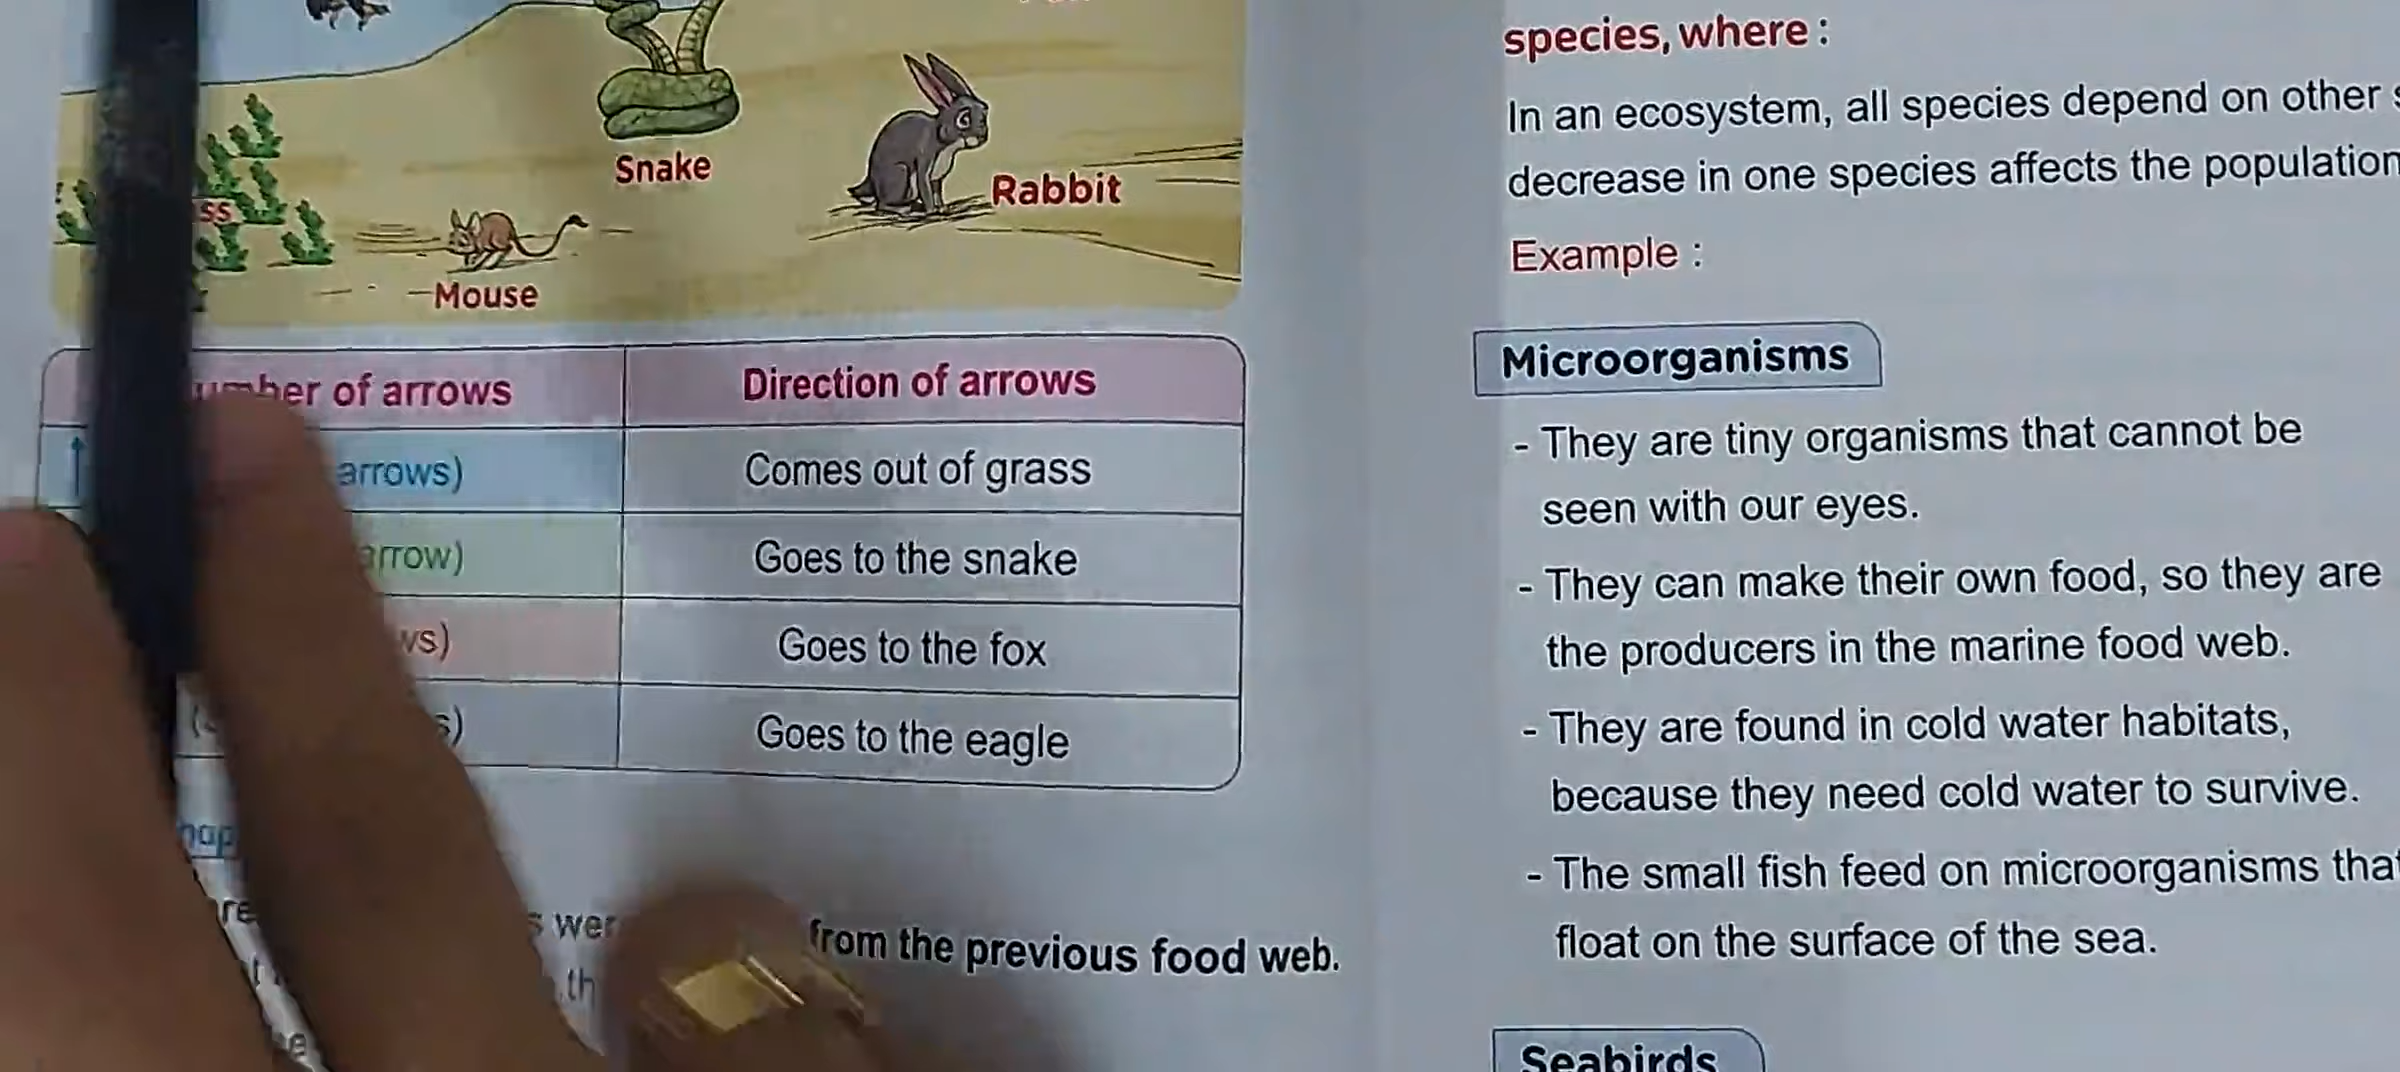 Snake
Rabbit
Mouse
of arrows
Direction of arrows
arrows)
Comes out of grass
arrow)
Goes to the snake
Goes to the fox
Goes to the eagle
from the previous food web.
species, where :
In an ecosystem, all species depend on other
decrease in one species affects the population
Example :
Microorganisms
- They are tiny organisms that cannot be
seen with our eyes.
- They can make their own food, so they are
the producers in the marine food web.
- They are found in cold water habitats,
because they need cold water to survive.
- The small fish feed on microorganisms that
float on the surface of the sea.
Seabirds